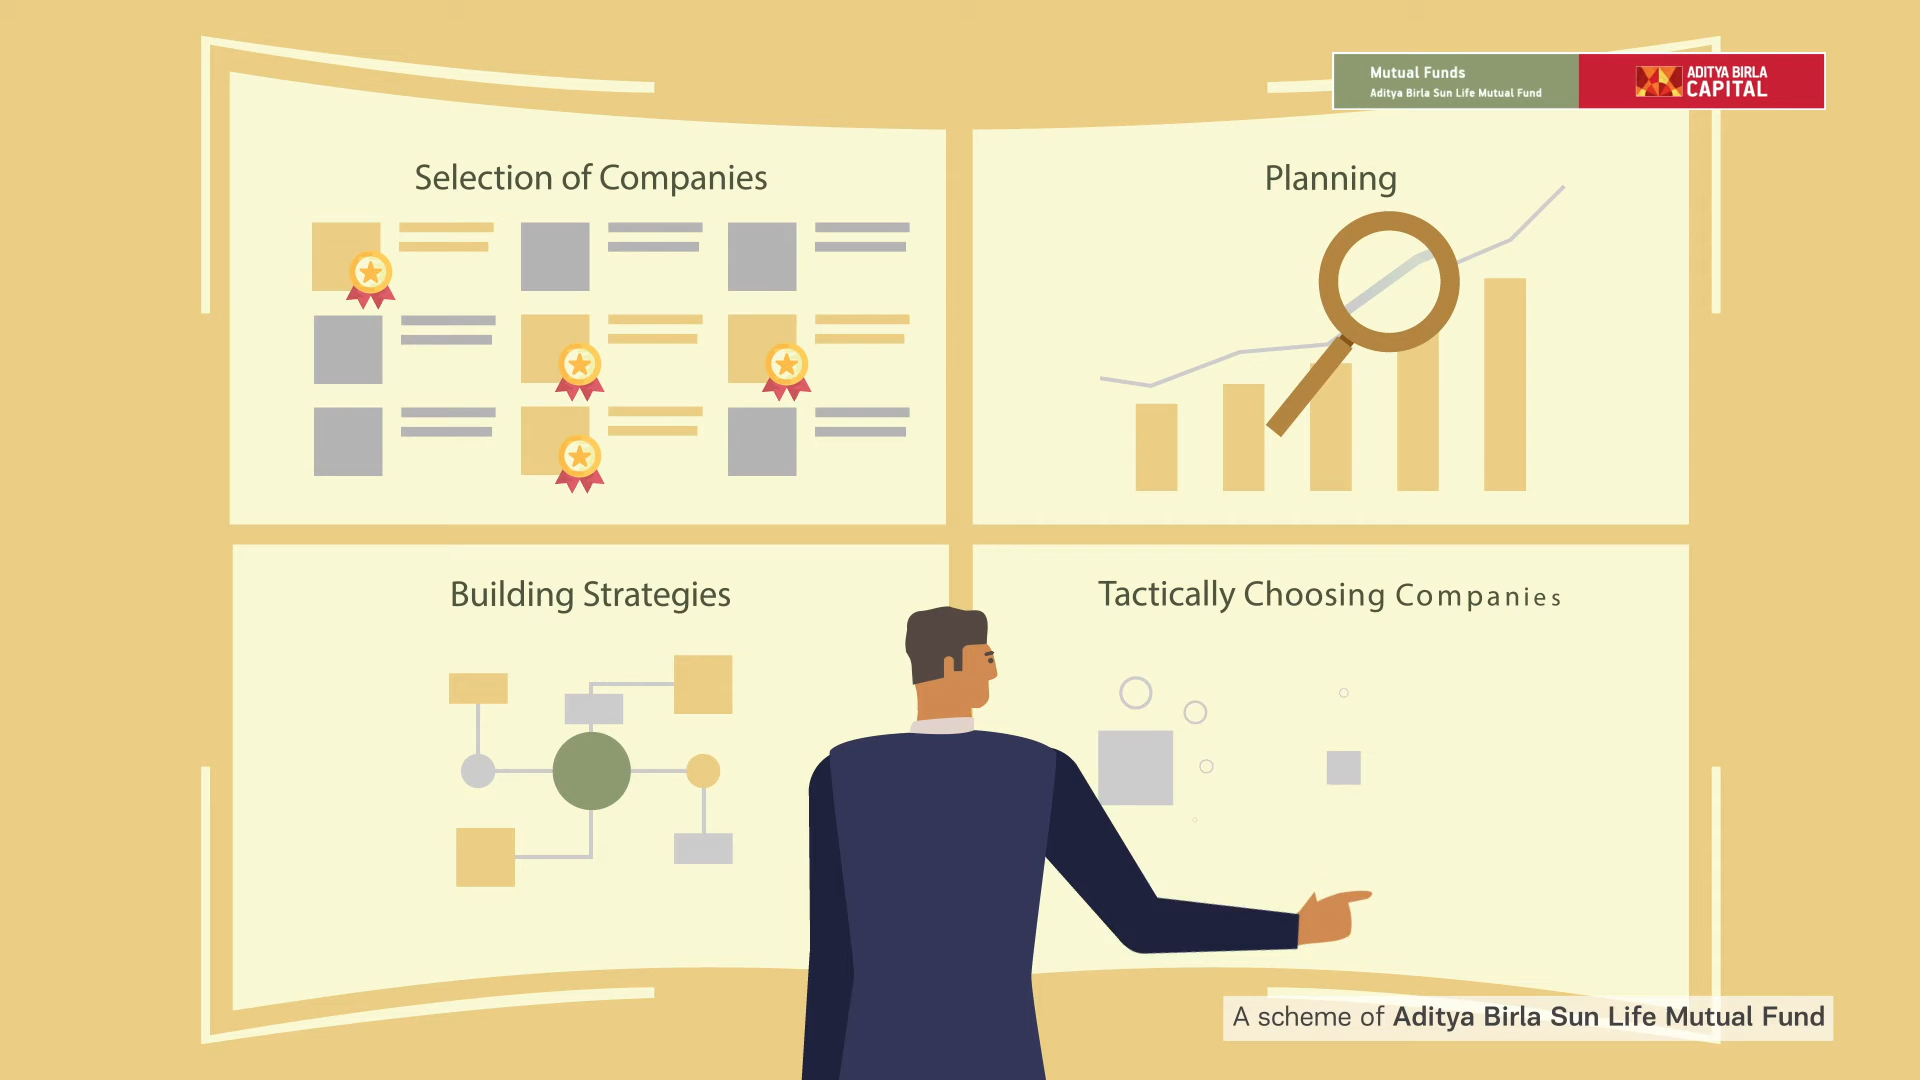 Mutual Funds
Aditya Birla Sun Life Mutual Fund
ADITYA BIRLA
CAPITAL
Selection of Companies
Planning
Building Strategies
Tactically Choosing Companies
A scheme of Aditya Birla Sun Life Mutual Fund